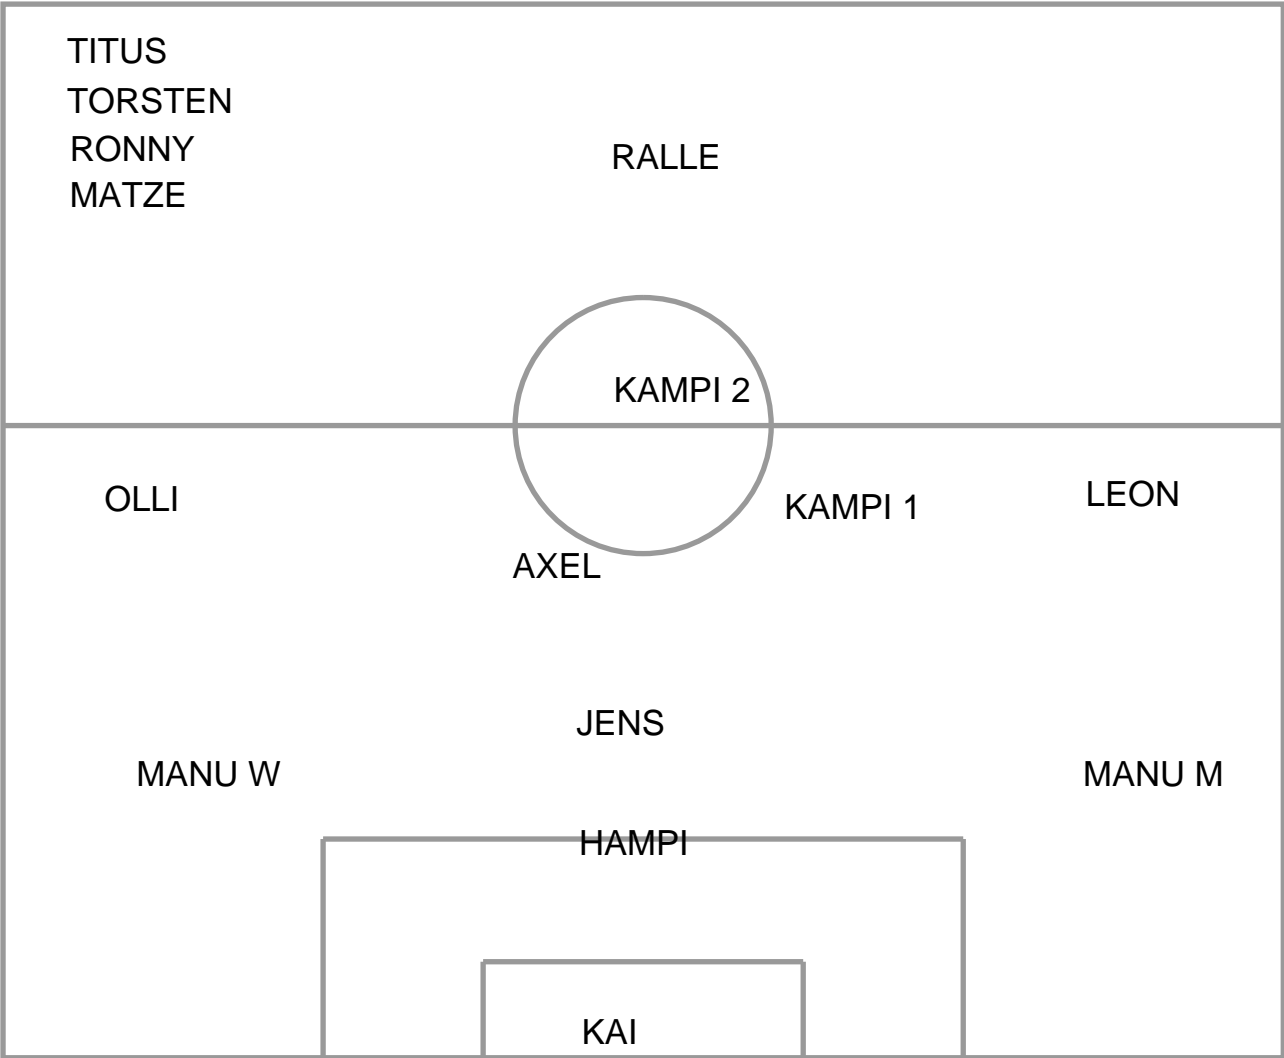 TITUS
TORSTEN
RONNY
MATZE
RALLE
KAMPI 2
OLLI
KAMPI 1
LEON
AXEL
JENS
MANU W
MANU M
HAMPI
KAI